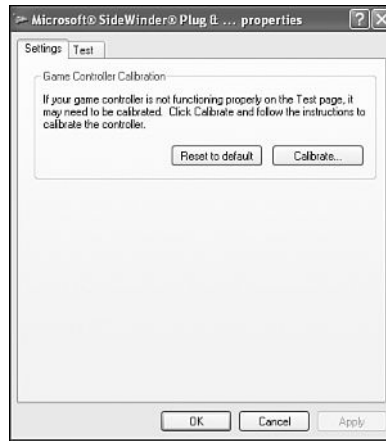 Microsoft® SideWinder® Plug & ... properties
Settings Test
Game Controller Calibration
If your game controller is not functioning properly on the Test page, it
may need to be calibrated. Click Calibrate and follow the instructions to
calibrate the controller.
Reset to default Calibrate...
OK Cancel Apply